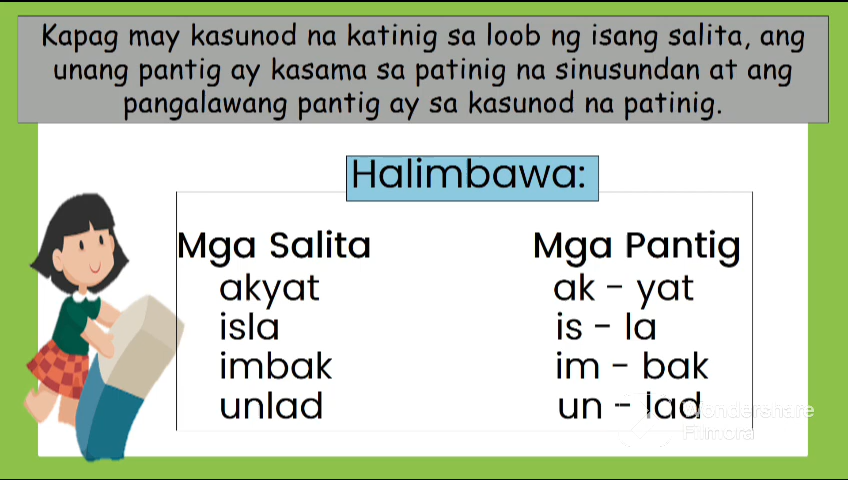 Kapag may kasunod na katinig sa loob ng isang salita, ang
unang pantig ay kasama sa patinig na sinusundan at ang
pangalawang pantig ay sa kasunod na patinig.
Halimbawa:
Mga Salita Mga Pantig
akyat ak - yat
isla is - la
imbak im - bak
unlad un - lad
Wondershare
Filmora